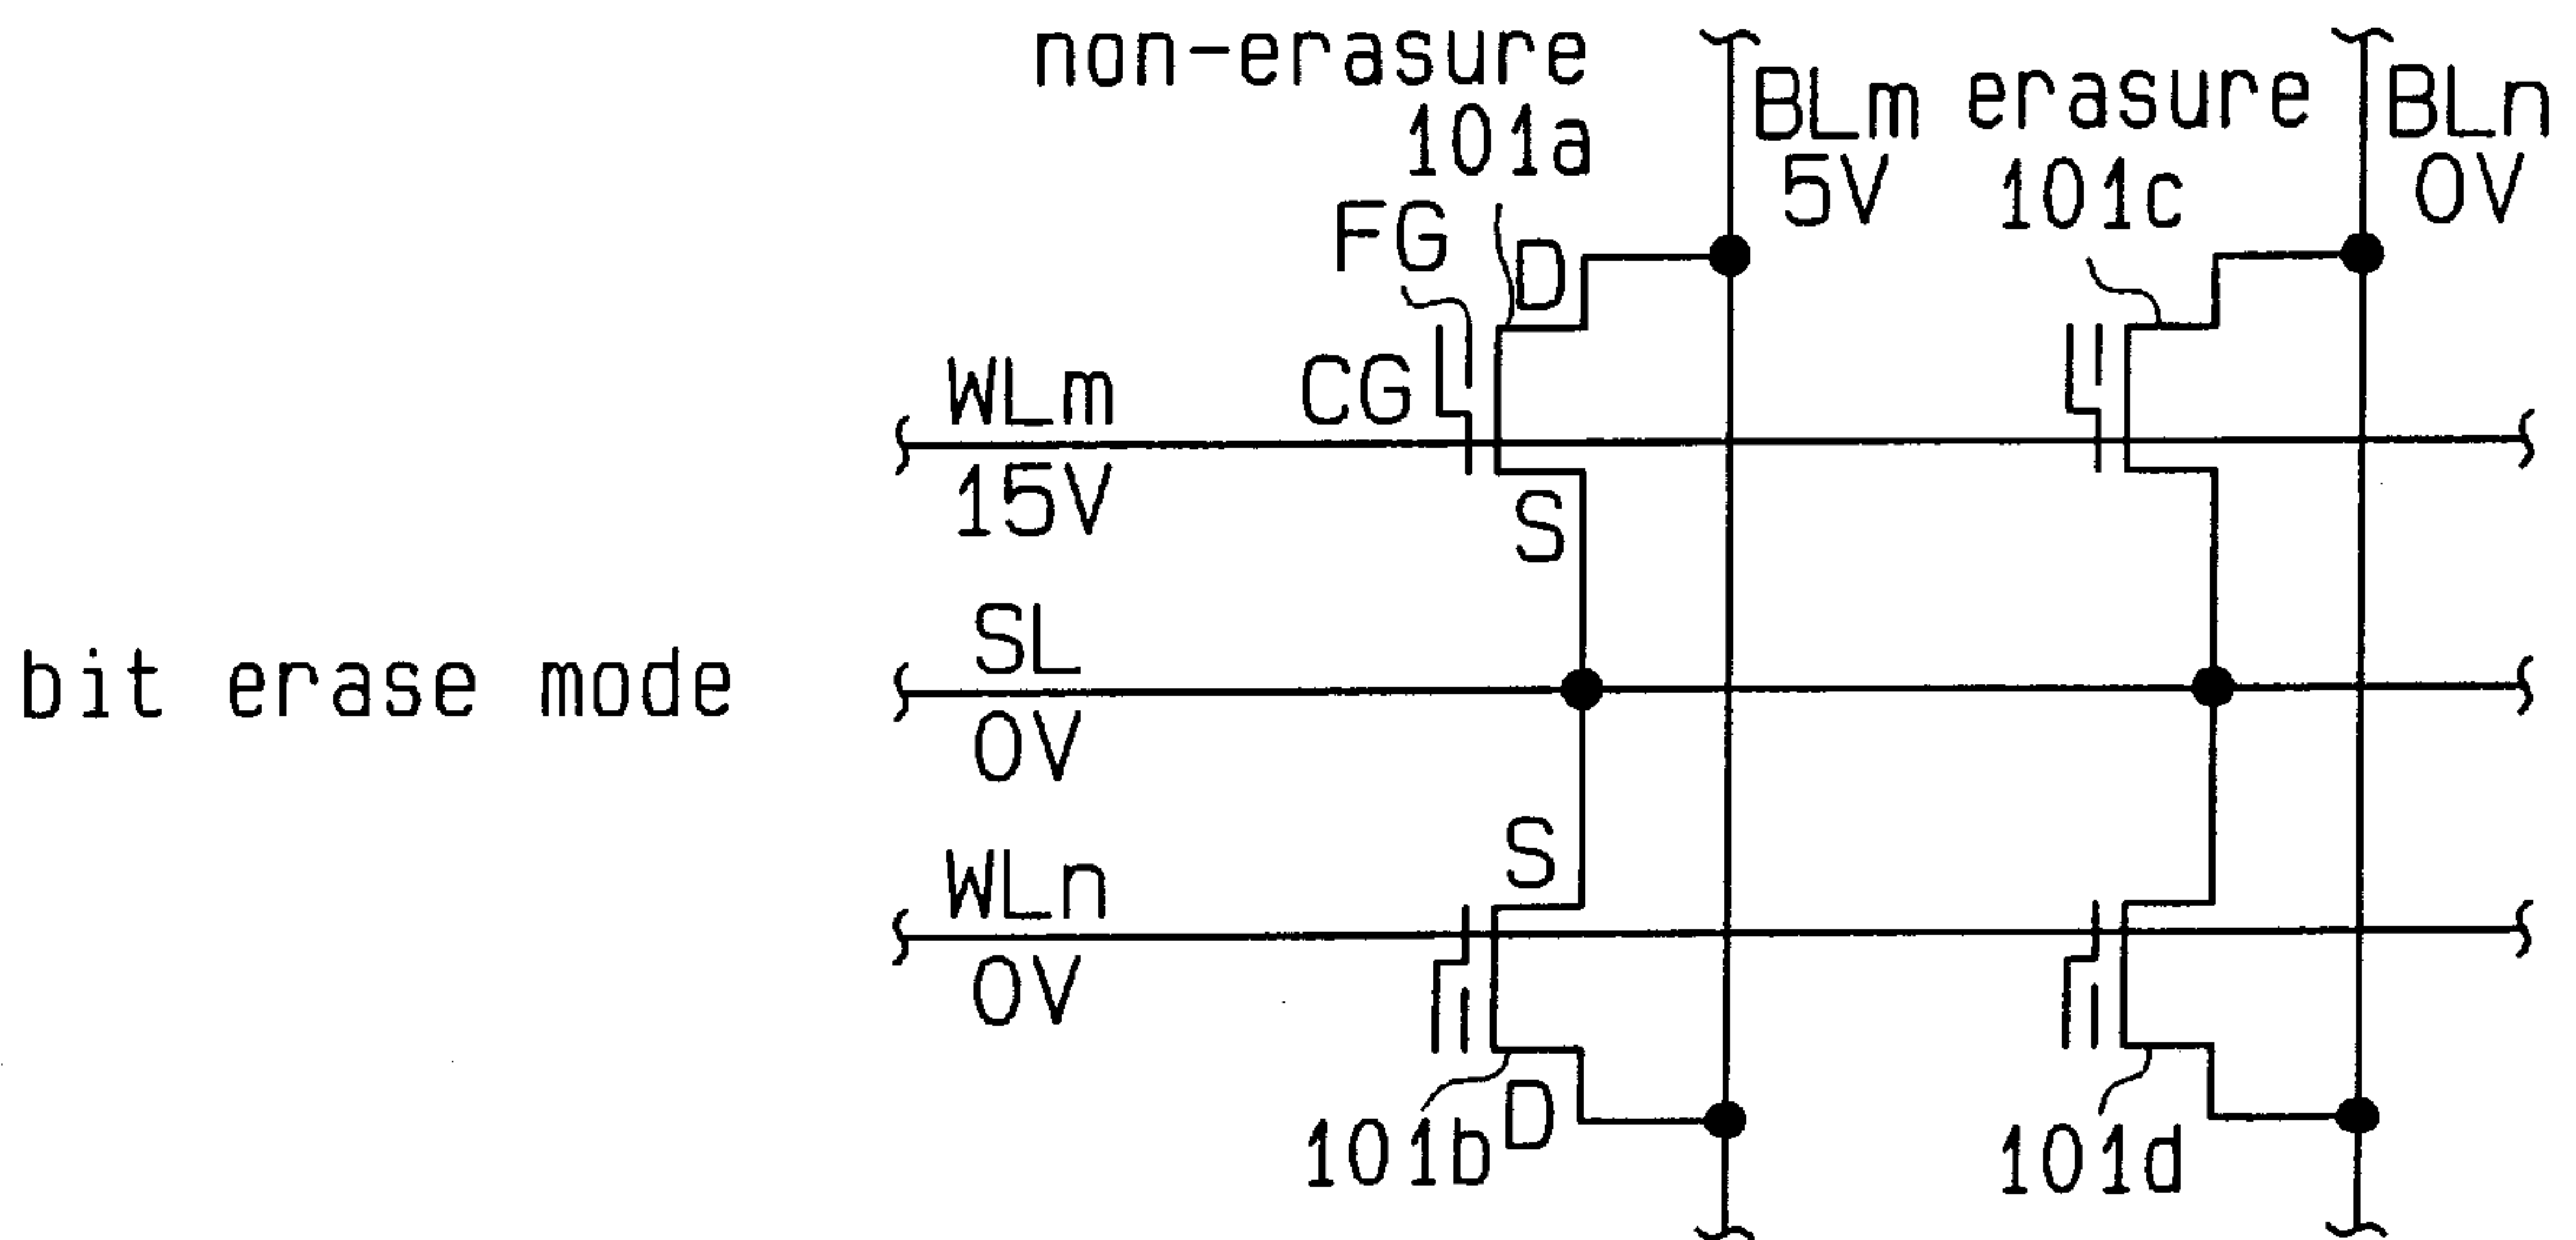 non-erasure
101a
BLm
5V
erasure
101c
BLn
0V
FG
D
CG
WLm
15V
S
SL
0V
bit erase mode
S
WLn
0V
101b
D
101d